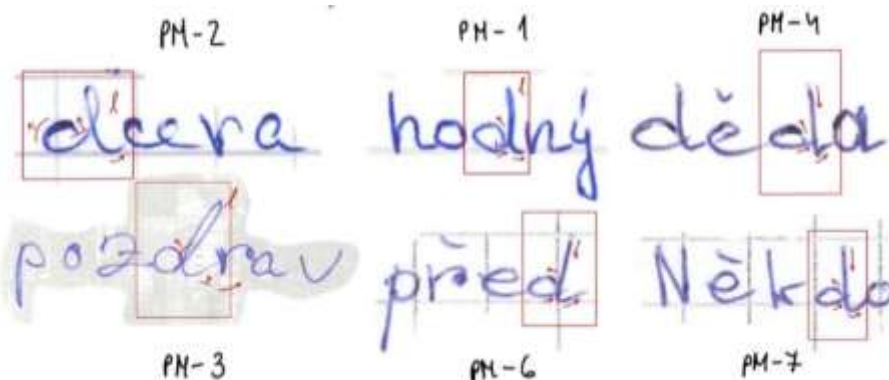 PM-2 PM-1 PM-4
dcera hodný děda
pozdrav před Někdo
PM-3 PM-6 PM-7